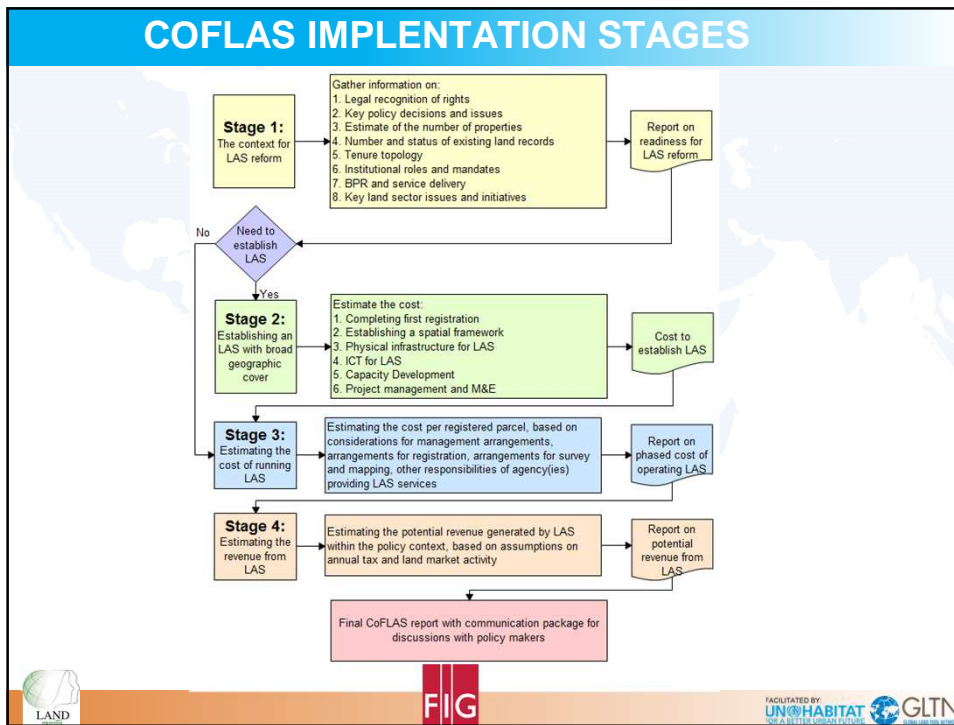 COFLAS IMPLENTATION STAGES
Stage 1:
The context for
LAS reform
Gather information on:
1. Legal recognition of rights
2. Key policy decisions and issues
3. Estimate of the number of properties
4. Number and status of existing land records
5. Tenure topology
6. Institutional roles and mandates
7. BPR and service delivery
8. Key land sector issues and initiatives
Report on
readiness for
LAS reform
No
Need to
establish
LAS
Yes
Stage 2:
Establishing an
LAS with broad
geographic
cover
Estimate the cost:
1. Completing first registration
2. Establishing a spatial framework
3. Physical infrastructure for LAS
4. ICT for LAS
5. Capacity Development
6. Project management and M&E
Cost to
establish LAS
Stage 3:
Estimating the
cost of running
LAS
Estimating the cost per registered parcel, based on
considerations for management arrangements,
arrangements for registration, arrangements for survey
and mapping, other responsibilities of agency(ies)
providing LAS services
Report on
phased cost of
operating LAS
Stage 4:
Estimating the
revenue from
LAS
Estimating the potential revenue generated by LAS
within the policy context, based on assumptions on
annual tax and land market activity
Report on
potential
revenue from
LAS
Final CoFLAS report with communication package for
discussions with policy makers
LAND
FIG
FACILITATED BY:
UN HABITAT
FOR A BETTER URBAN FUTURE
GLTN
GLOBAL LAND TOOL NETWORK